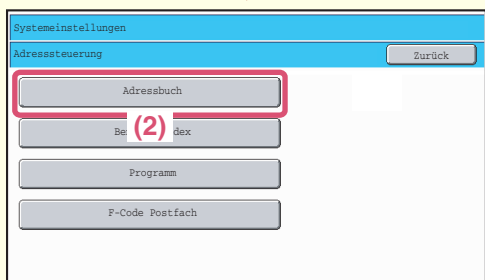 Systemeinstellungen
Adresssteuerung
Zurück
Adressbuch
(2)
Programm
F-Code Postfach